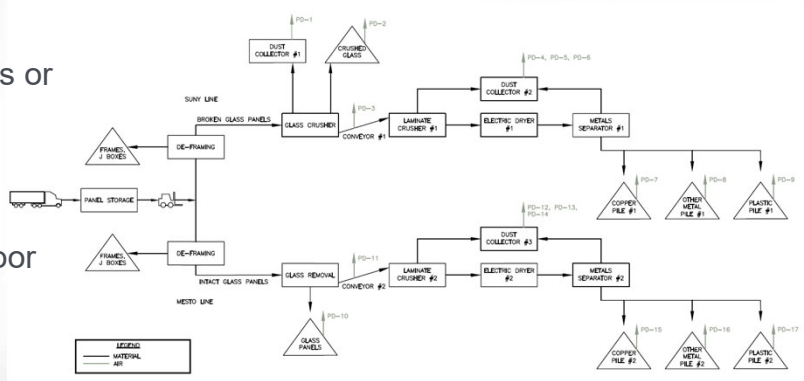 s or
oor
PD-1
PD-2
DUST
COLLECTOR #1
CRUSHED
GLASS
PD-4, PD-5, PD-6
DUST
COLLECTOR #2
SUNY LINE
BROKEN GLASS PANELS
PD-3
GLASS CRUSHER
CONVEYOR #1
LAMINATE
CRUSHER #1
ELECTRIC DRYER
#1
METALS
SEPARATOR #1
FRAMES,
J BOXES
DE-FRAMING
PANEL STORAGE
PD-7
PD-8
PD-9
COPPER
PILE #1
OTHER
METAL
PILE #1
PLASTIC
PILE #1
PD-12, PD-13,
PD-14
DUST
COLLECTOR #3
FRAMES,
J BOXES
DE-FRAMING
INTACT GLASS PANELS
MESTO LINE
PD-11
GLASS REMOVAL
CONVEYOR #2
LAMINATE
CRUSHER #2
ELECTRIC DRYER
#2
METALS
SEPARATOR #2
PD-10
GLASS
PANELS
PD-15
PD-16
PD-17
COPPER
PILE #2
OTHER
METAL
PILE #2
PLASTIC
PILE #2
LEGEND
MATERIAL
AIR